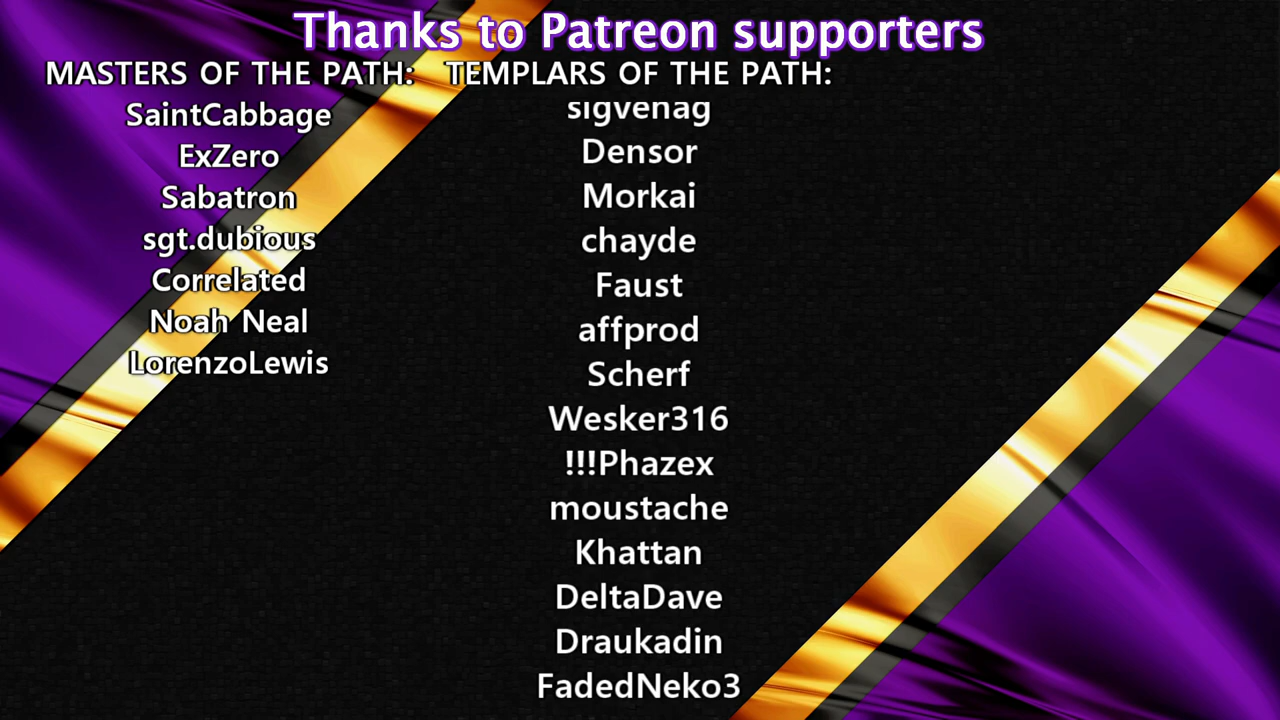 Thanks to Patreon supporters
MASTERS OF THE PATH:
SaintCabbage
ExZero
Sabatron
sgt.dubious
Correlated
Noah Neal
LorenzoLewis
TEMPLARS OF THE PATH:
sigvenag
Densor
Morkai
chayde
Faust
affprod
Scherf
Wesker316
!!!Phazex
moustache
Khattan
DeltaDave
Draukadin
FadedNeko3